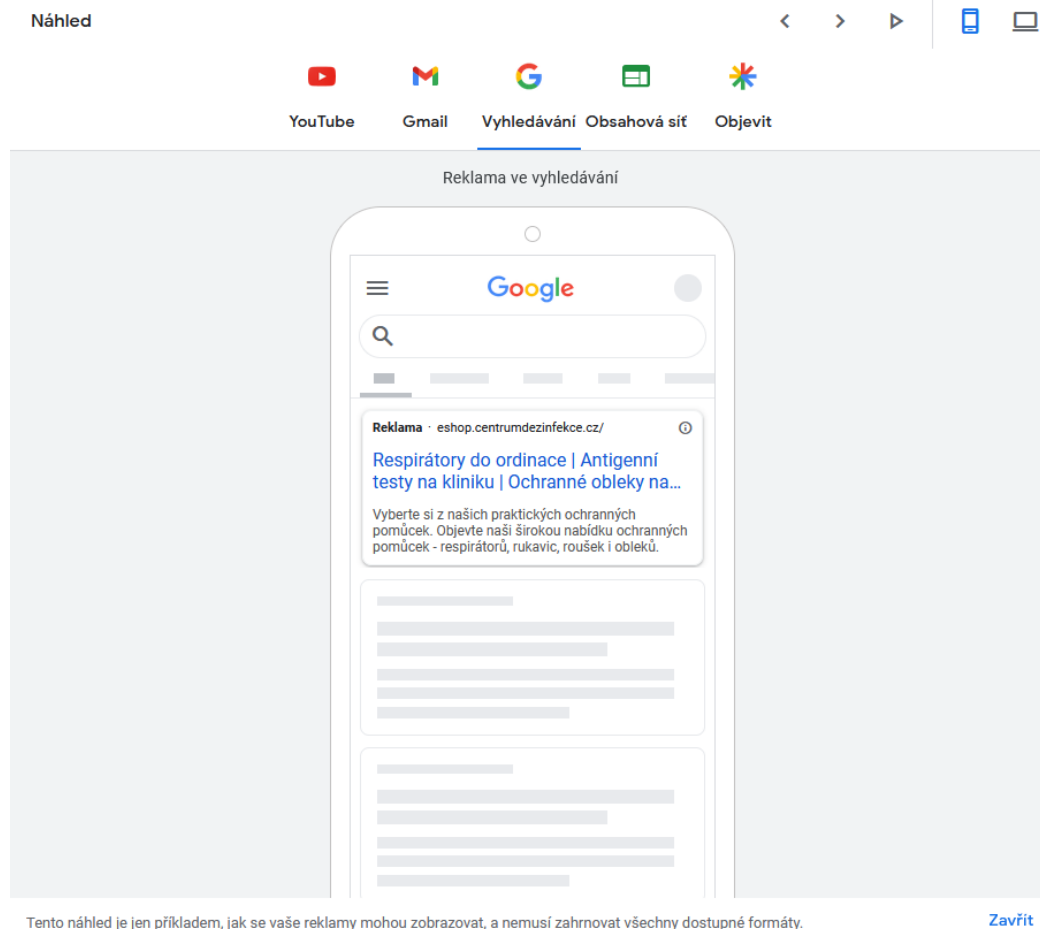 Náhled
YouTube Gmail Vyhledávání Obsahová síť Objevit
Reklama ve vyhledávání
Google
Reklama · eshop.centrumdezinfekce.cz/
Respirátory do ordinace | Antigenní
testy na kliniku | Ochranné obleky na...
Vyberte si z našich praktických ochranných
pomůcek. Objevte naši širokou nabídku ochranných
pomůcek - respirátorů, rukavic, roušek i obleků.
Tento náhled je jen příkladem, jak se vaše reklamy mohou zobrazovat, a nemusí zahrnovat všechny dostupné formáty.
Zavřít